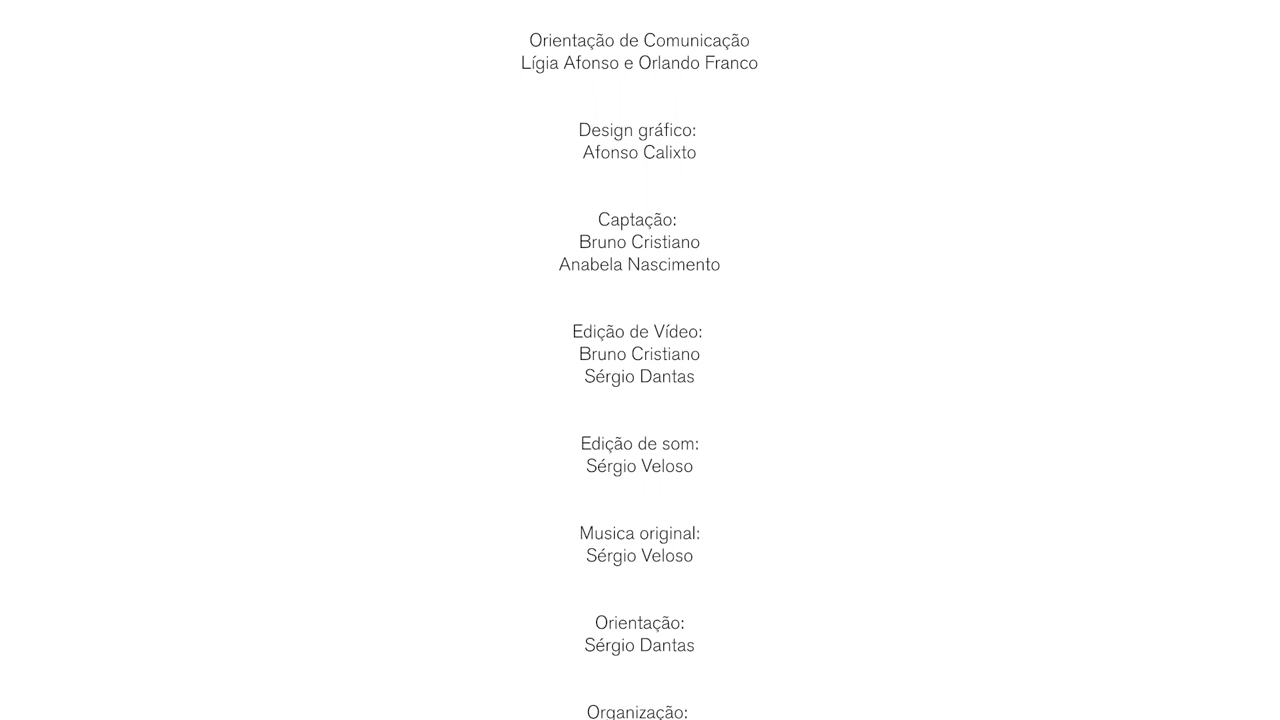 Orientação de Comunicação
Lígia Afonso e Orlando Franco
Design gráfico:
Afonso Calixto
Captação:
Bruno Cristiano
Anabela Nascimento
Edição de Vídeo:
Bruno Cristiano
Sérgio Dantas
Edição de som:
Sérgio Veloso
Musica original:
Sérgio Veloso
Orientação:
Sérgio Dantas
Organização: